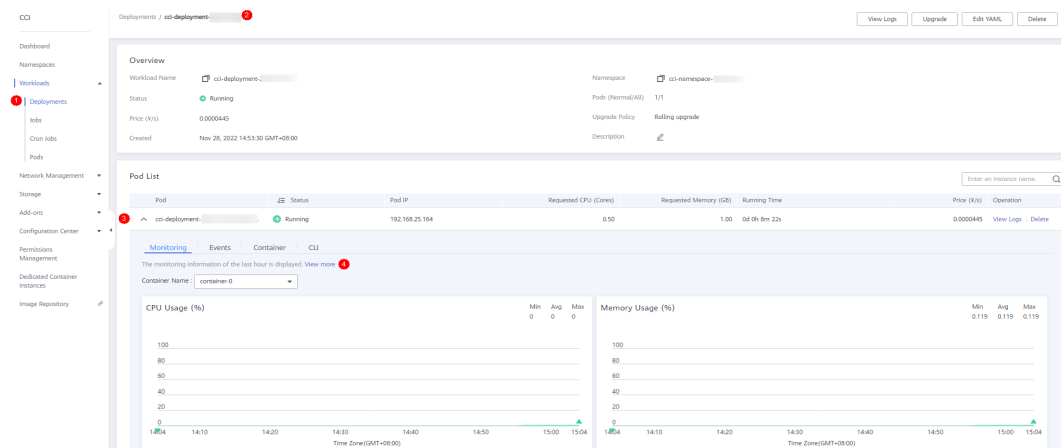 CCI
Deployments / cci-deployment-
2
View Logs
Upgrade
Edit YAML
Delete
Dashboard
Namespaces
Workloads
1
Deployments
Jobs
Cron Jobs
Pods
Network Management
Storage
Add-ons
Configuration Center
Permissions
Management
Dedicated Container
Instances
Image Repository
Overview
Workload Name
cci-deployment-
Namespace
cci-namespace-
Status
Running
Pods (Normal/All)
1/1
Price (¥/s)
0.0000445
Upgrade Policy
Rolling upgrade
Created
Nov 28, 2022 14:53:30 GMT+08:00
Description
Pod List
Enter an instance name.
Pod
Status
Pod IP
Requested CPU (Cores)
Requested Memory (GB)
Running Time
Price (¥/s)
Operation
3
cci-deployment-
Running
192.168.25.164
0.50
1.00
0d 0h 8m 22s
0.0000445
View Logs
Delete
Monitoring
Events
Container
CLI
The monitoring information of the last hour is displayed. View more
4
Container Name :
container-0
CPU Usage (%)
Min Avg Max
0 0 0
100
80
60
40
20
0
14:04 14:10 14:20 14:30 14:40 14:50 15:00 15:04
Time Zone(GMT+08:00)
Memory Usage (%)
Min Avg Max
0.119 0.119 0.119
100
80
60
40
20
0
14:04 14:10 14:20 14:30 14:40 14:50 15:00 15:04
Time Zone(GMT+08:00)